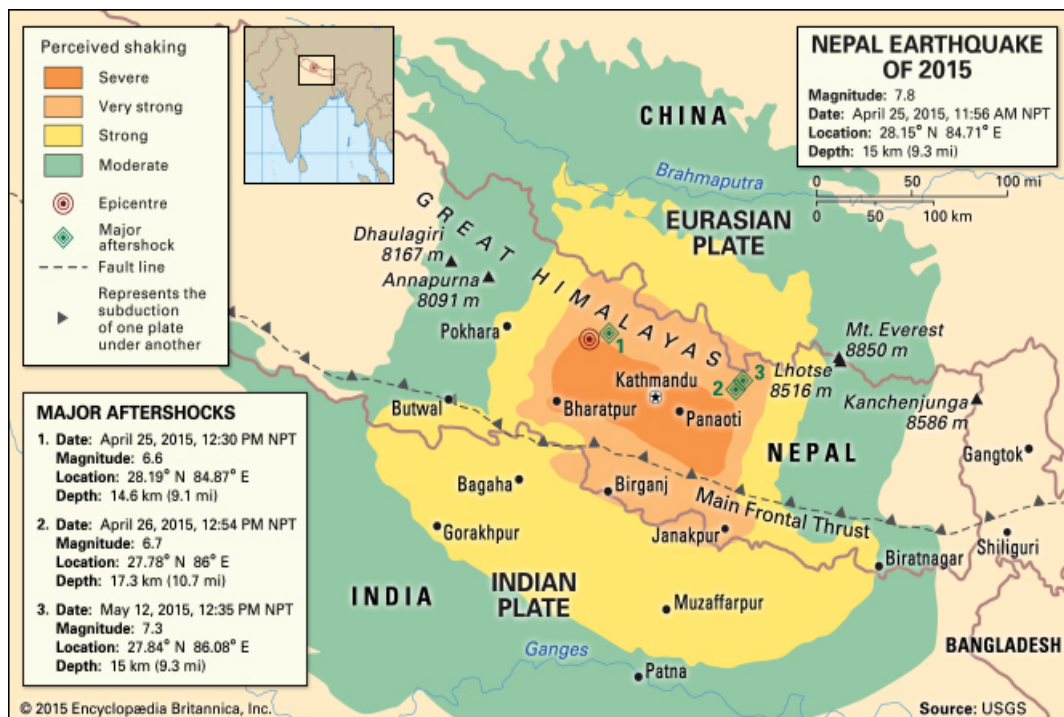 Perceived shaking
Severe
Very strong
Strong
Moderate
Epicentre
Major
aftershock
Fault line
Represents the
subduction
of one plate
under another
NEPAL EARTHQUAKE
OF 2015
Magnitude: 7.8
Date: April 25, 2015, 11:56 AM NPT
Location: 28.15° N 84.71° E
Depth: 15 km (9.3 mi)
0 50 100 mi
0 50 100 km
CHINA
Brahmaputra
EURASIAN
PLATE
GREAT HIMALAYAS
Dhaulagiri
8167 m
Annapurna
8091 m
Pokhara
1
Mt. Everest
8850 m
3
Lhotse
8516 m
2
Kathmandu
Kanchenjunga
8586 m
Butwal
Bharatpur
Panaoti
NEPAL
Gangtok
Bagaha
Birganj
Main Frontal Thrust
Gorakhpur
Janakpur
Shiliguri
Biratnagar
INDIAN
PLATE
INDIA
Muzaffarpur
BANGLADESH
Ganges
Patna
MAJOR AFTERSHOCKS
1. Date: April 25, 2015, 12:30 PM NPT
Magnitude: 6.6
Location: 28.19° N 84.87° E
Depth: 14.6 km (9.1 mi)
2. Date: April 26, 2015, 12:54 PM NPT
Magnitude: 6.7
Location: 27.78° N 86° E
Depth: 17.3 km (10.7 mi)
3. Date: May 12, 2015, 12:35 PM NPT
Magnitude: 7.3
Location: 27.84° N 86.08° E
Depth: 15 km (9.3 mi)
© 2015 Encyclopædia Britannica, Inc.
Source: USGS